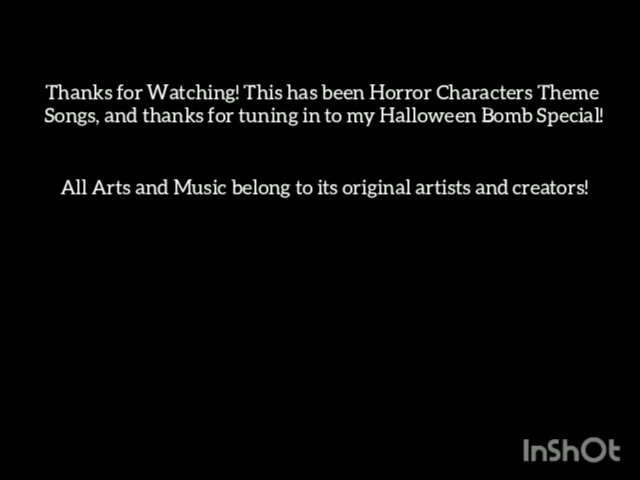 Thanks for Watching! This has been Horror Characters Theme
Songs, and thanks for tuning in to my Halloween Bomb Special!
All Arts and Music belong to its original artists and creators!
InShOt